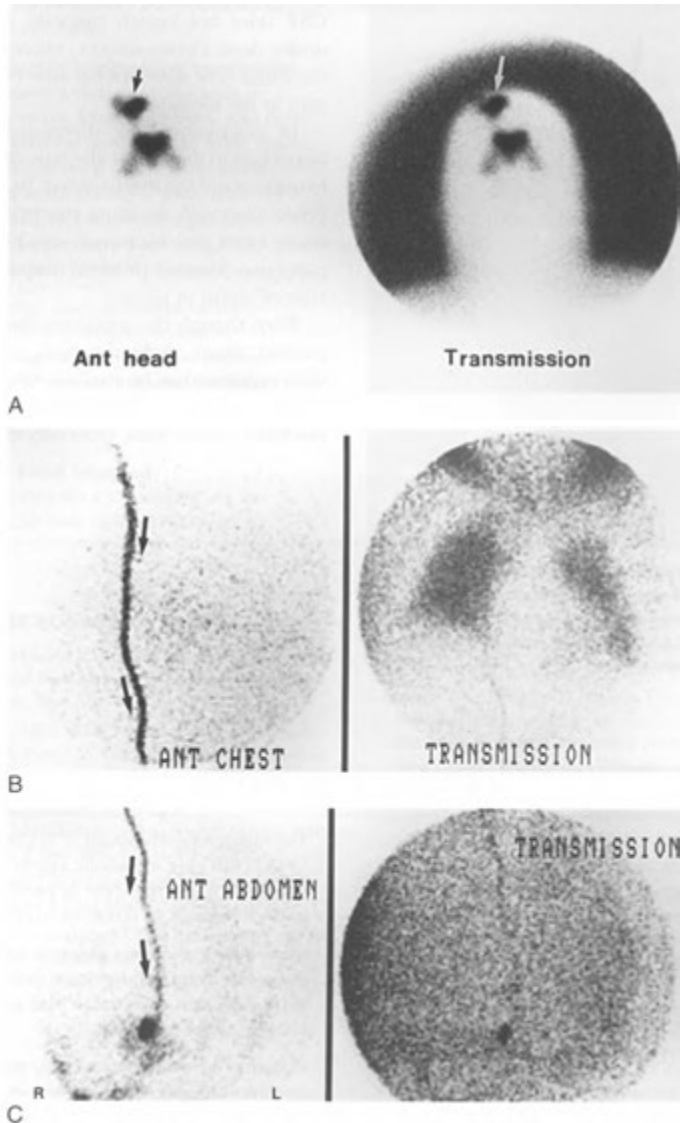 Ant head
Transmission
A
ANT CHEST
TRANSMISSION
B
TRANSMISSION
ANT ABDOMEN
R
L
C